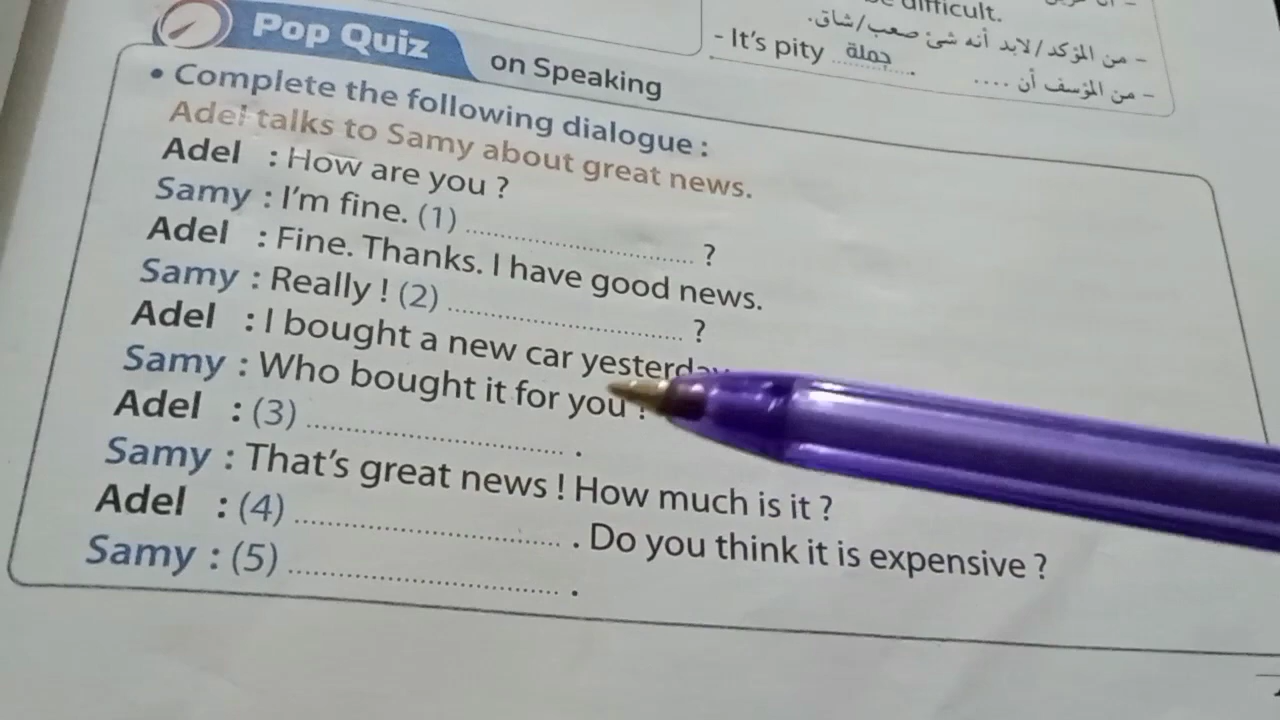 difficult.
- من المؤكد/لابد أنه شئ صعب/شاق.
- It's pity جملة.
- من المؤسف أن ....
Pop Quiz on Speaking
• Complete the following dialogue :
Adel talks to Samy about great news.
Adel : How are you ?
Samy : I'm fine. (1) .............................. ?
Adel : Fine. Thanks. I have good news.
Samy : Really ! (2) .............................. ?
Adel : I bought a new car yesterday
Samy : Who bought it for you ?
Adel : (3) .............................. .
Samy : That's great news ! How much is it ?
Adel : (4) .............................. . Do you think it is expensive ?
Samy : (5) .............................. .